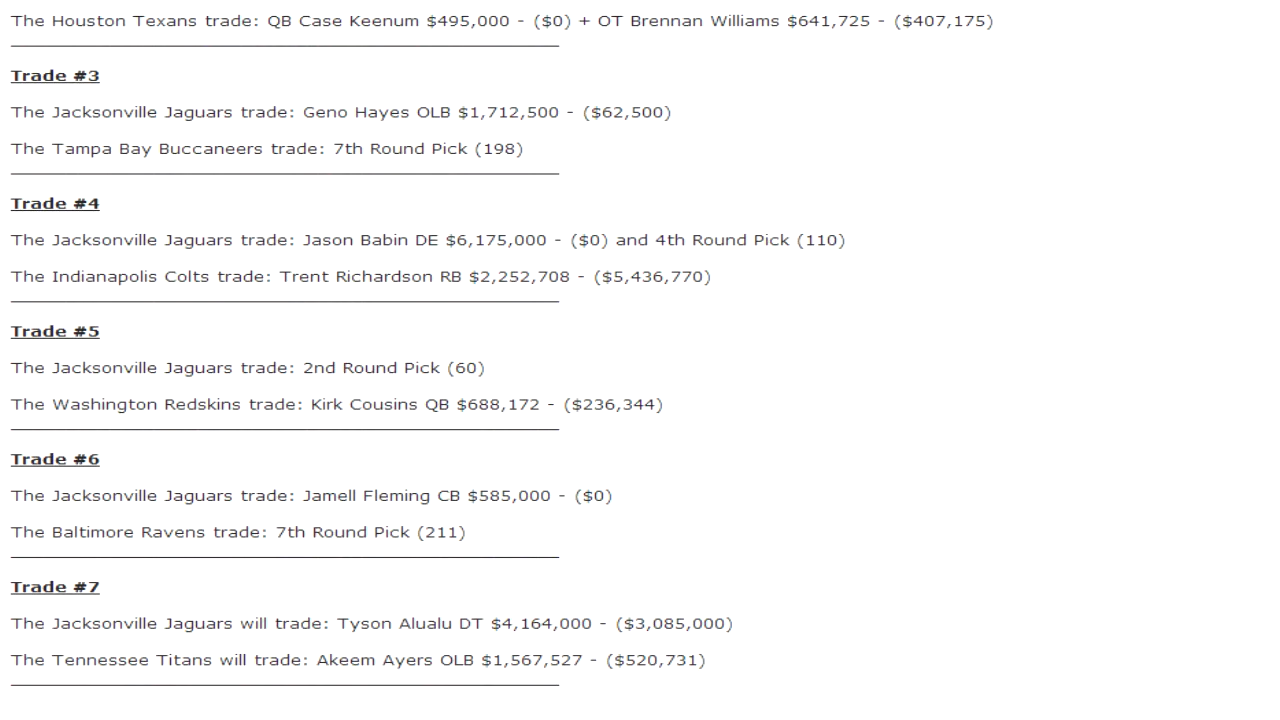 The Houston Texans trade: QB Case Keenum $495,000 - ($0) + OT Brennan Williams $641,725 - ($407,175)
Trade #3
The Jacksonville Jaguars trade: Geno Hayes OLB $1,712,500 - ($62,500)
The Tampa Bay Buccaneers trade: 7th Round Pick (198)
Trade #4
The Jacksonville Jaguars trade: Jason Babin DE $6,175,000 - ($0) and 4th Round Pick (110)
The Indianapolis Colts trade: Trent Richardson RB $2,252,708 - ($5,436,770)
Trade #5
The Jacksonville Jaguars trade: 2nd Round Pick (60)
The Washington Redskins trade: Kirk Cousins QB $688,172 - ($236,344)
Trade #6
The Jacksonville Jaguars trade: Jamell Fleming CB $585,000 - ($0)
The Baltimore Ravens trade: 7th Round Pick (211)
Trade #7
The Jacksonville Jaguars will trade: Tyson Alualu DT $4,164,000 - ($3,085,000)
The Tennessee Titans will trade: Akeem Ayers OLB $1,567,527 - ($520,731)